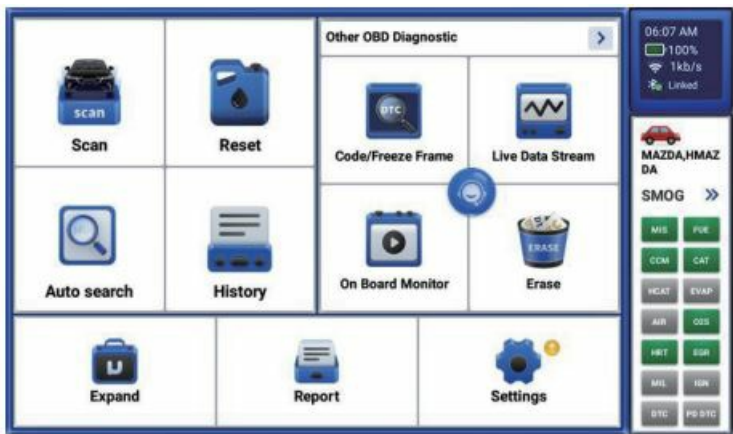 Other OBD Diagnostic
06:07 AM
100%
1kb/s
Linked
scan
Scan
Reset
DTC
Code/Freeze Frame
Live Data Stream
MAZDA,HMAZ
DA
SMOG
Auto search
History
On Board Monitor
ERASE
Erase
MIS FUE
CCM CAT
HCAT EVAP
AIR O2S
HRT EGR
MIL IGN
DTC PD DTC
U
Expand
Report
Settings